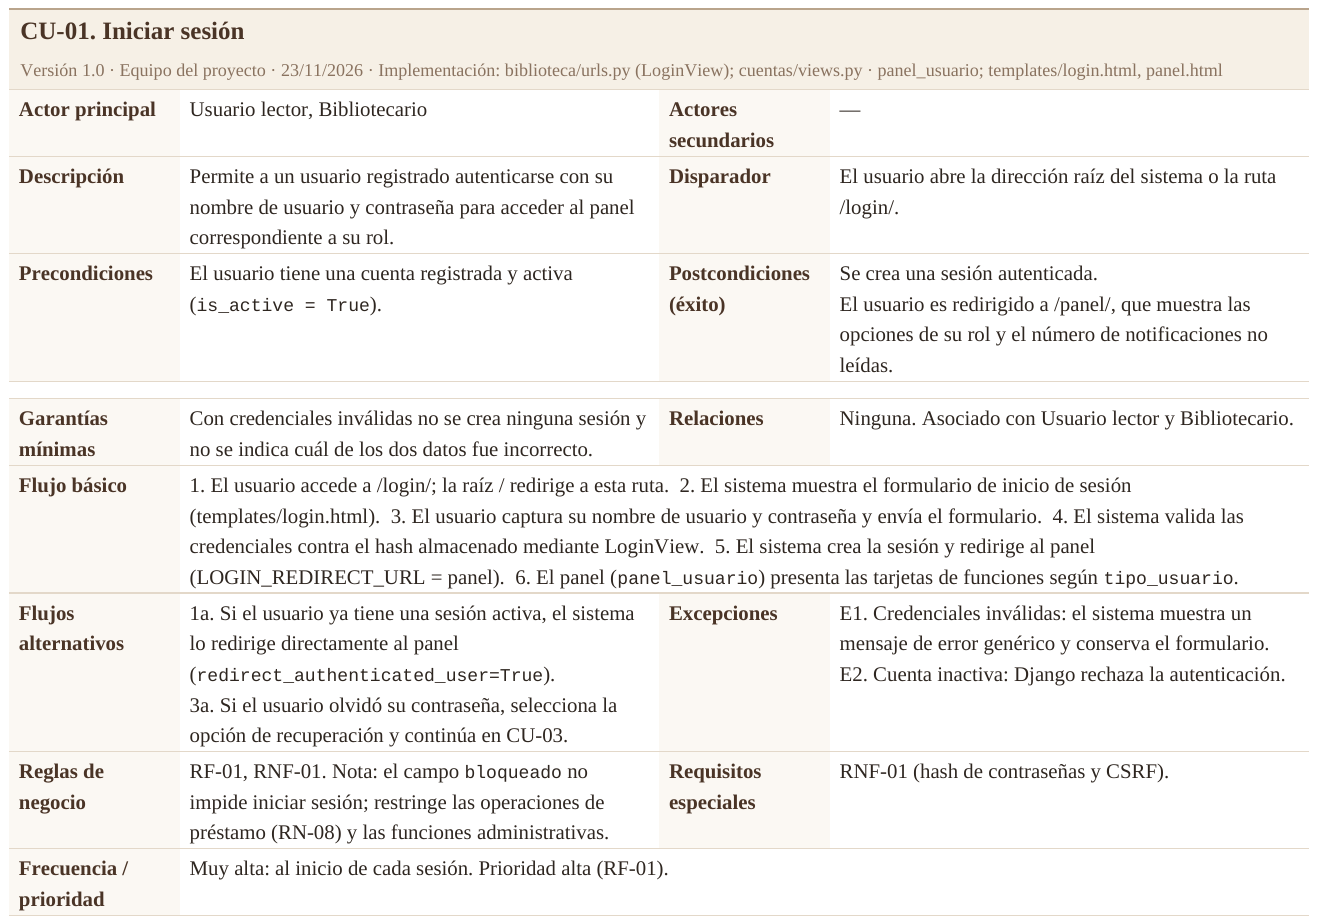 CU-01. Iniciar sesión
Versión 1.0 · Equipo del proyecto · 23/11/2026 · Implementación: biblioteca/urls.py (LoginView); cuentas/views.py · panel_usuario; templates/login.html, panel.html
Actor principal
Usuario lector, Bibliotecario
Actores
secundarios
—
Descripción
Permite a un usuario registrado autenticarse con su
nombre de usuario y contraseña para acceder al panel
correspondiente a su rol.
Disparador
El usuario abre la dirección raíz del sistema o la ruta
/login/.
Precondiciones
El usuario tiene una cuenta registrada y activa
(is_active = True).
Postcondiciones
(éxito)
Se crea una sesión autenticada.
El usuario es redirigido a /panel/, que muestra las
opciones de su rol y el número de notificaciones no
leídas.
Garantías
mínimas
Con credenciales inválidas no se crea ninguna sesión y
no se indica cuál de los dos datos fue incorrecto.
Relaciones
Ninguna. Asociado con Usuario lector y Bibliotecario.
Flujo básico
1. El usuario accede a /login/; la raíz / redirige a esta ruta. 2. El sistema muestra el formulario de inicio de sesión
(templates/login.html). 3. El usuario captura su nombre de usuario y contraseña y envía el formulario. 4. El sistema valida las
credenciales contra el hash almacenado mediante LoginView. 5. El sistema crea la sesión y redirige al panel
(LOGIN_REDIRECT_URL = panel). 6. El panel (panel_usuario) presenta las tarjetas de funciones según tipo_usuario.
Flujos
alternativos
1a. Si el usuario ya tiene una sesión activa, el sistema
lo redirige directamente al panel
(redirect_authenticated_user=True).
3a. Si el usuario olvidó su contraseña, selecciona la
opción de recuperación y continúa en CU-03.
Excepciones
E1. Credenciales inválidas: el sistema muestra un
mensaje de error genérico y conserva el formulario.
E2. Cuenta inactiva: Django rechaza la autenticación.
Reglas de
negocio
RF-01, RNF-01. Nota: el campo bloqueado no
impide iniciar sesión; restringe las operaciones de
préstamo (RN-08) y las funciones administrativas.
Requisitos
especiales
RNF-01 (hash de contraseñas y CSRF).
Frecuencia /
prioridad
Muy alta: al inicio de cada sesión. Prioridad alta (RF-01).